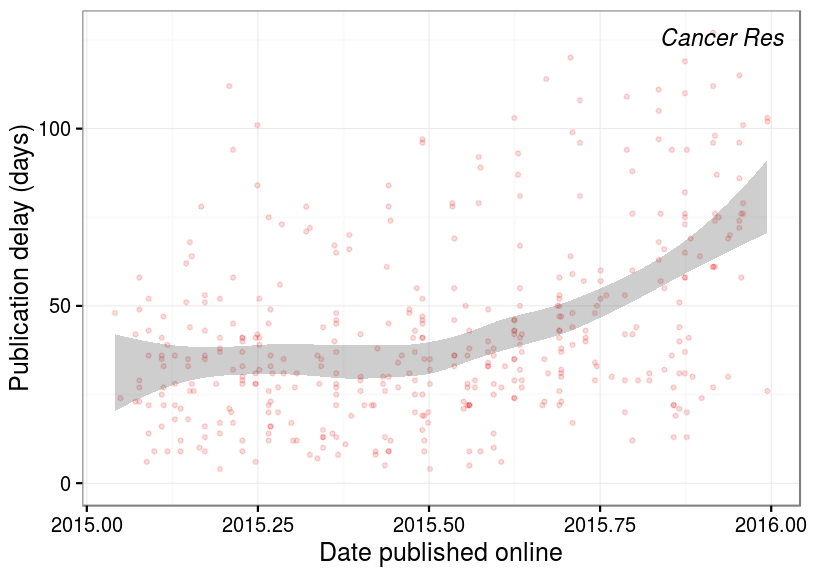 Cancer Res
Publication delay (days)
100
50
0
2015.00 2015.25 2015.50 2015.75 2016.00
Date published online